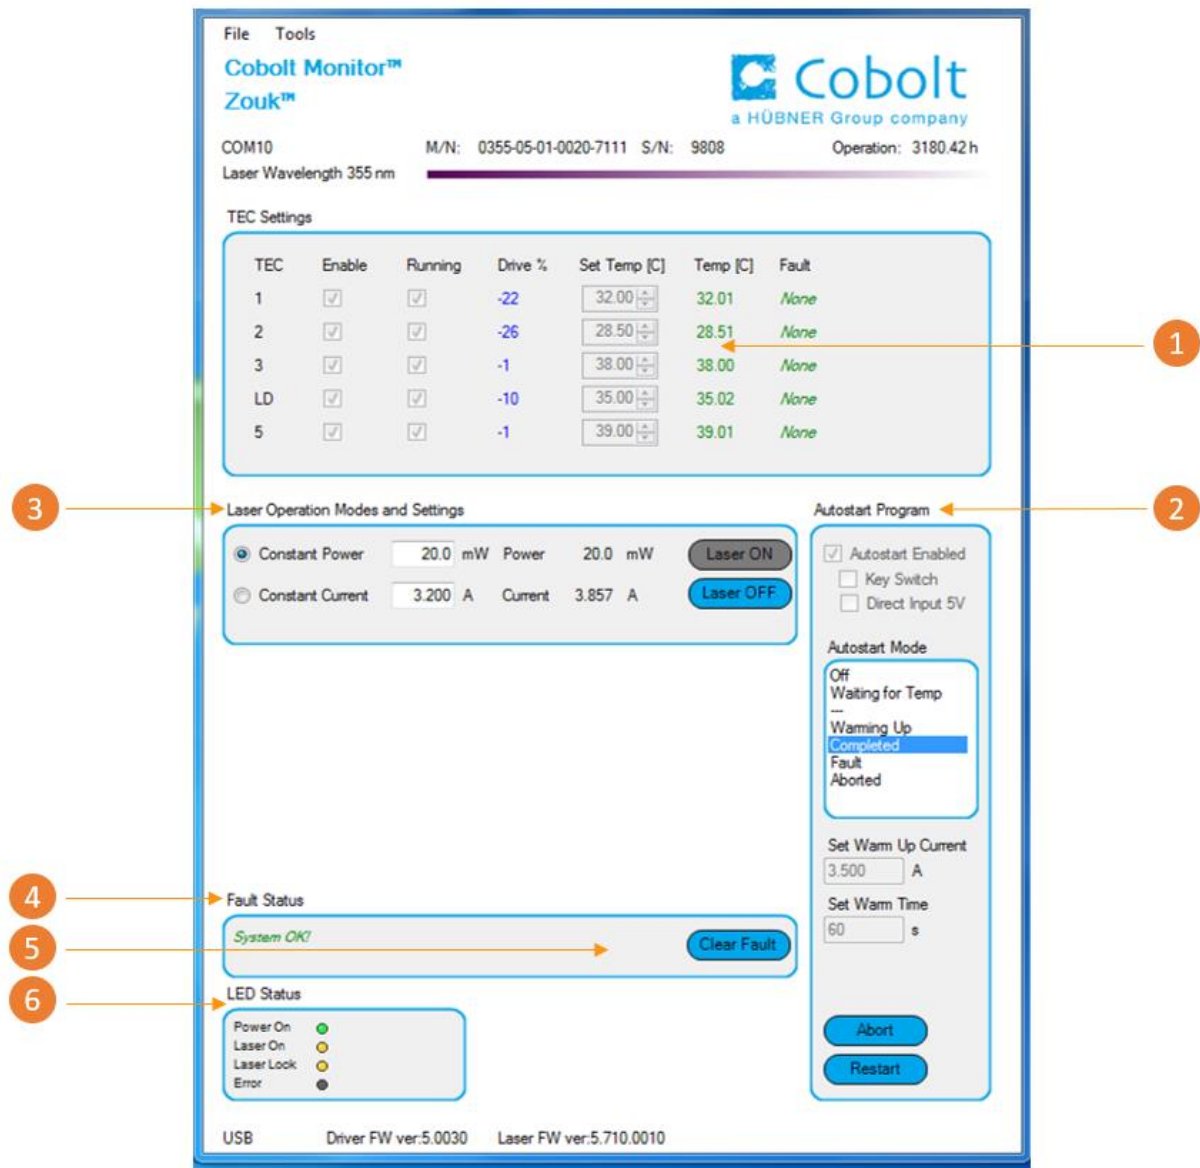 File Tools
Cobolt Monitor™
Zouk™
Cobolt
a HÜBNER Group company
COM10 M/N: 0355-05-01-0020-7111 S/N: 9808 Operation: 3180.42 h
Laser Wavelength 355 nm
TEC Settings
TEC Enable Running Drive % Set Temp [C] Temp [C] Fault
1 -22 32.00 32.01 None
2 -26 28.50 28.51 None
1
3 -1 38.00 38.00 None
LD -10 35.00 35.02 None
5 -1 39.00 39.01 None
3
Laser Operation Modes and Settings
Constant Power 20.0 mW Power 20.0 mW Laser ON
Constant Current 3.200 A Current 3.857 A Laser OFF
2
Autostart Program
Autostart Enabled
Key Switch
Direct Input 5V
Autostart Mode
Off
Waiting for Temp
---
Warming Up
Completed
Fault
Aborted
Set Warm Up Current
3.500 A
Set Warm Time
60 s
Abort
Restart
4
Fault Status
System OK!
5
Clear Fault
6
LED Status
Power On
Laser On
Laser Lock
Error
USB Driver FW ver:5.0030 Laser FW ver:5.710.0010